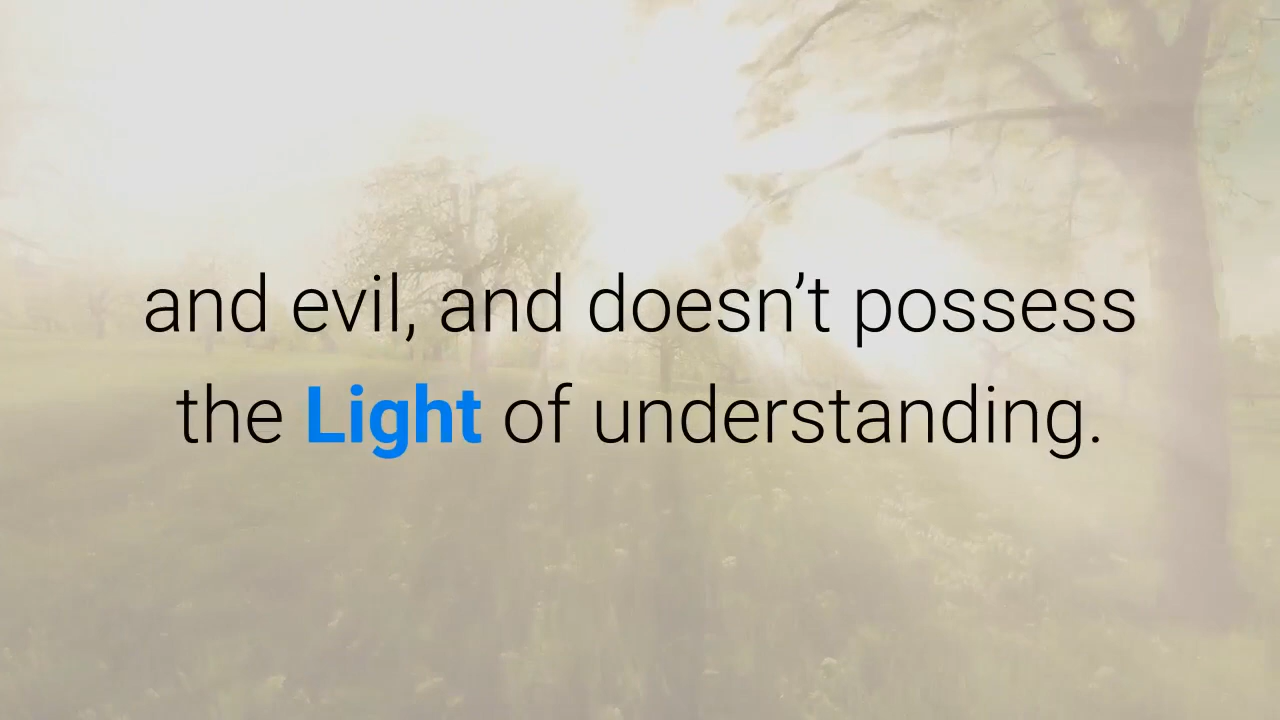 and evil, and doesn’t possess
the Light of understanding.